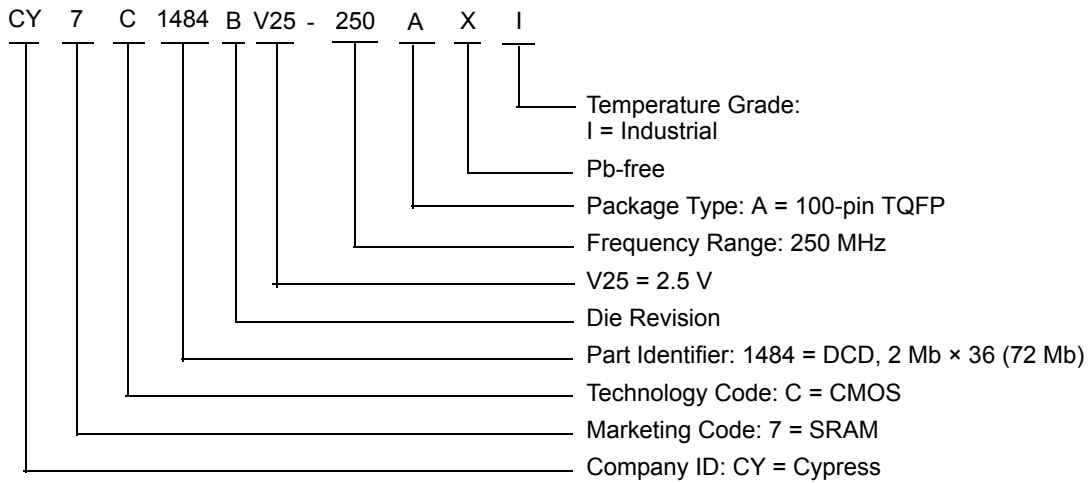 CY 7 C 1484 B V25 - 250 A X I
Temperature Grade:
I = Industrial
Pb-free
Package Type: A = 100-pin TQFP
Frequency Range: 250 MHz
V25 = 2.5 V
Die Revision
Part Identifier: 1484 = DCD, 2 Mb × 36 (72 Mb)
Technology Code: C = CMOS
Marketing Code: 7 = SRAM
Company ID: CY = Cypress